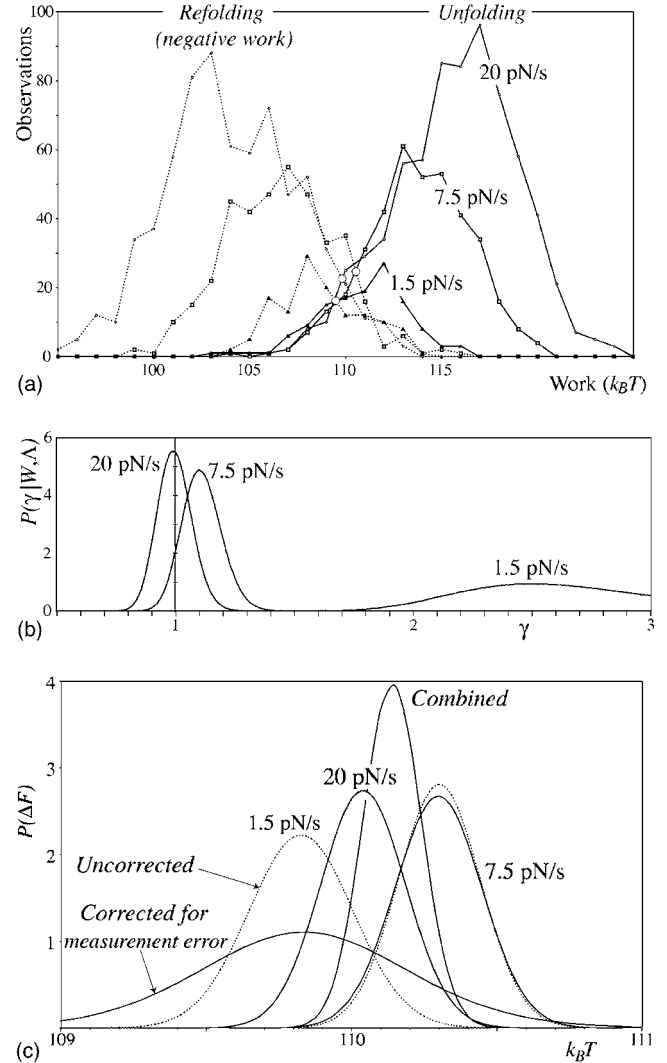 100
80
60
40
20
0
Observations
Refolding
(negative work)
Unfolding
20 pN/s
7.5 pN/s
1.5 pN/s
100
105
110
115
Work (kBT)
(a)
6
4
2
0
P(γ|W,Λ)
20 pN/s
7.5 pN/s
1.5 pN/s
1
2
γ
3
(b)
4
3
2
1
P(ΔF)
Combined
20 pN/s
1.5 pN/s
7.5 pN/s
Uncorrected
Corrected for
measurement error
109
110
kBT
111
(c)